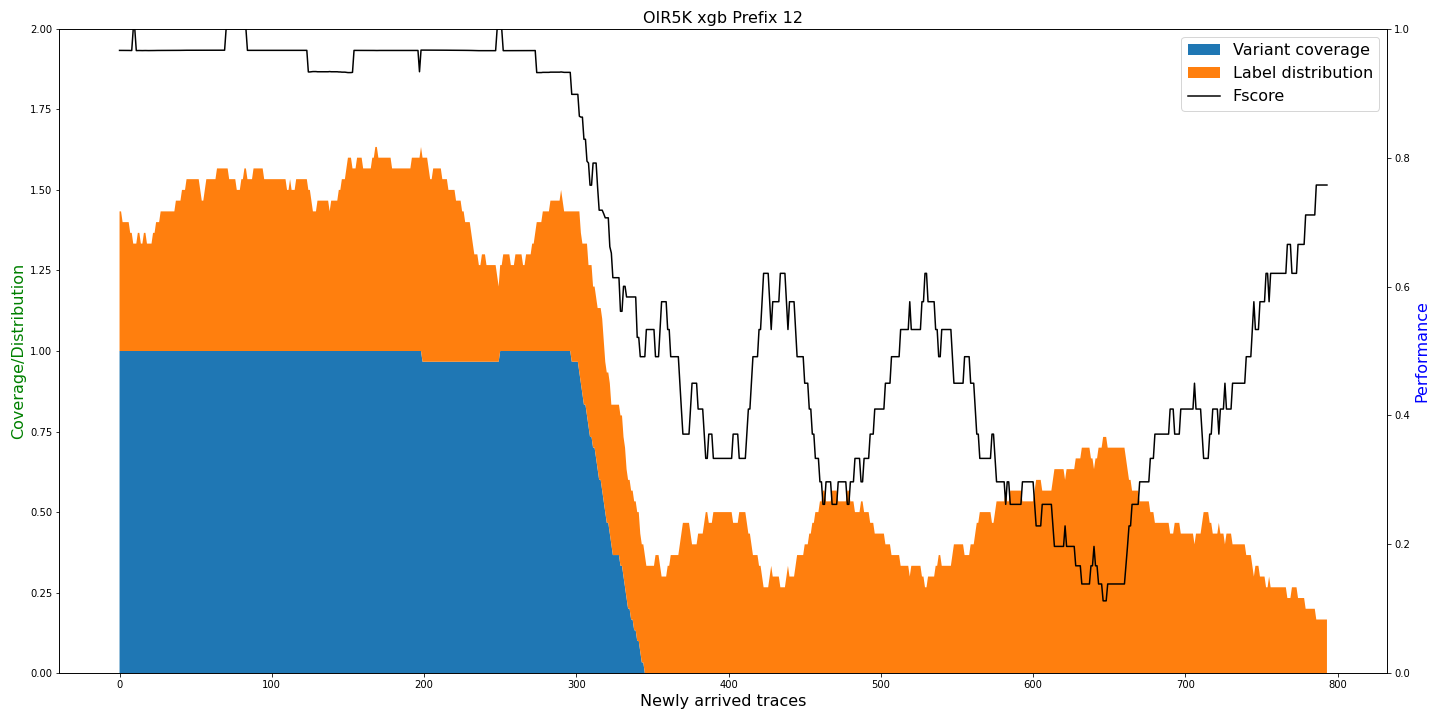 OIR5K xgb Prefix 12
2.00
1.75
1.50
1.25
1.00
0.75
0.50
0.25
0.00
Coverage/Distribution
1.0
0.8
0.6
0.4
0.2
0.0
Performance
Variant coverage
Label distribution
Fscore
0 100 200 300 400 500 600 700 800
Newly arrived traces